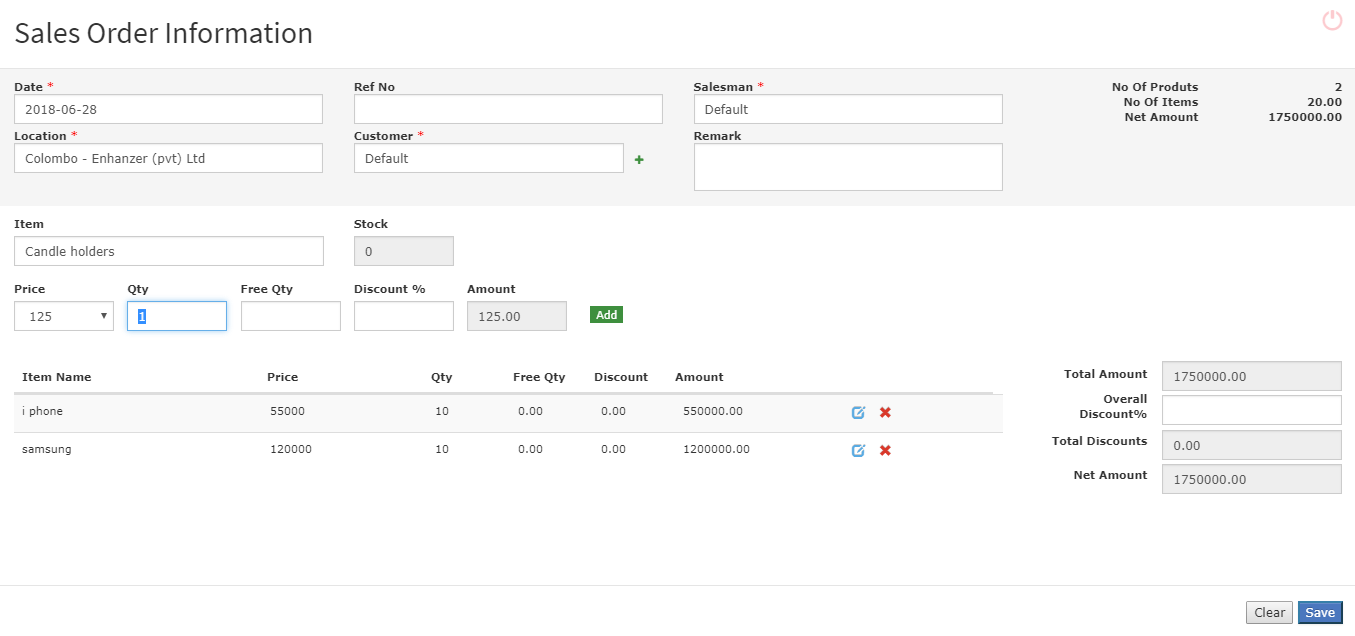 Sales Order Information
Date * Ref No Salesman * No Of Produts 2
2018-06-28 Default No Of Items 20.00
Net Amount 1750000.00
Location * Customer * Remark
Colombo - Enhanzer (pvt) Ltd Default
Item Stock
Candle holders 0
Price Qty Free Qty Discount % Amount
125 1 125.00 Add
Item Name Price Qty Free Qty Discount Amount
i phone 55000 10 0.00 0.00 550000.00
samsung 120000 10 0.00 0.00 1200000.00
Total Amount 1750000.00
Overall
Discount%
Total Discounts 0.00
Net Amount 1750000.00
Clear Save